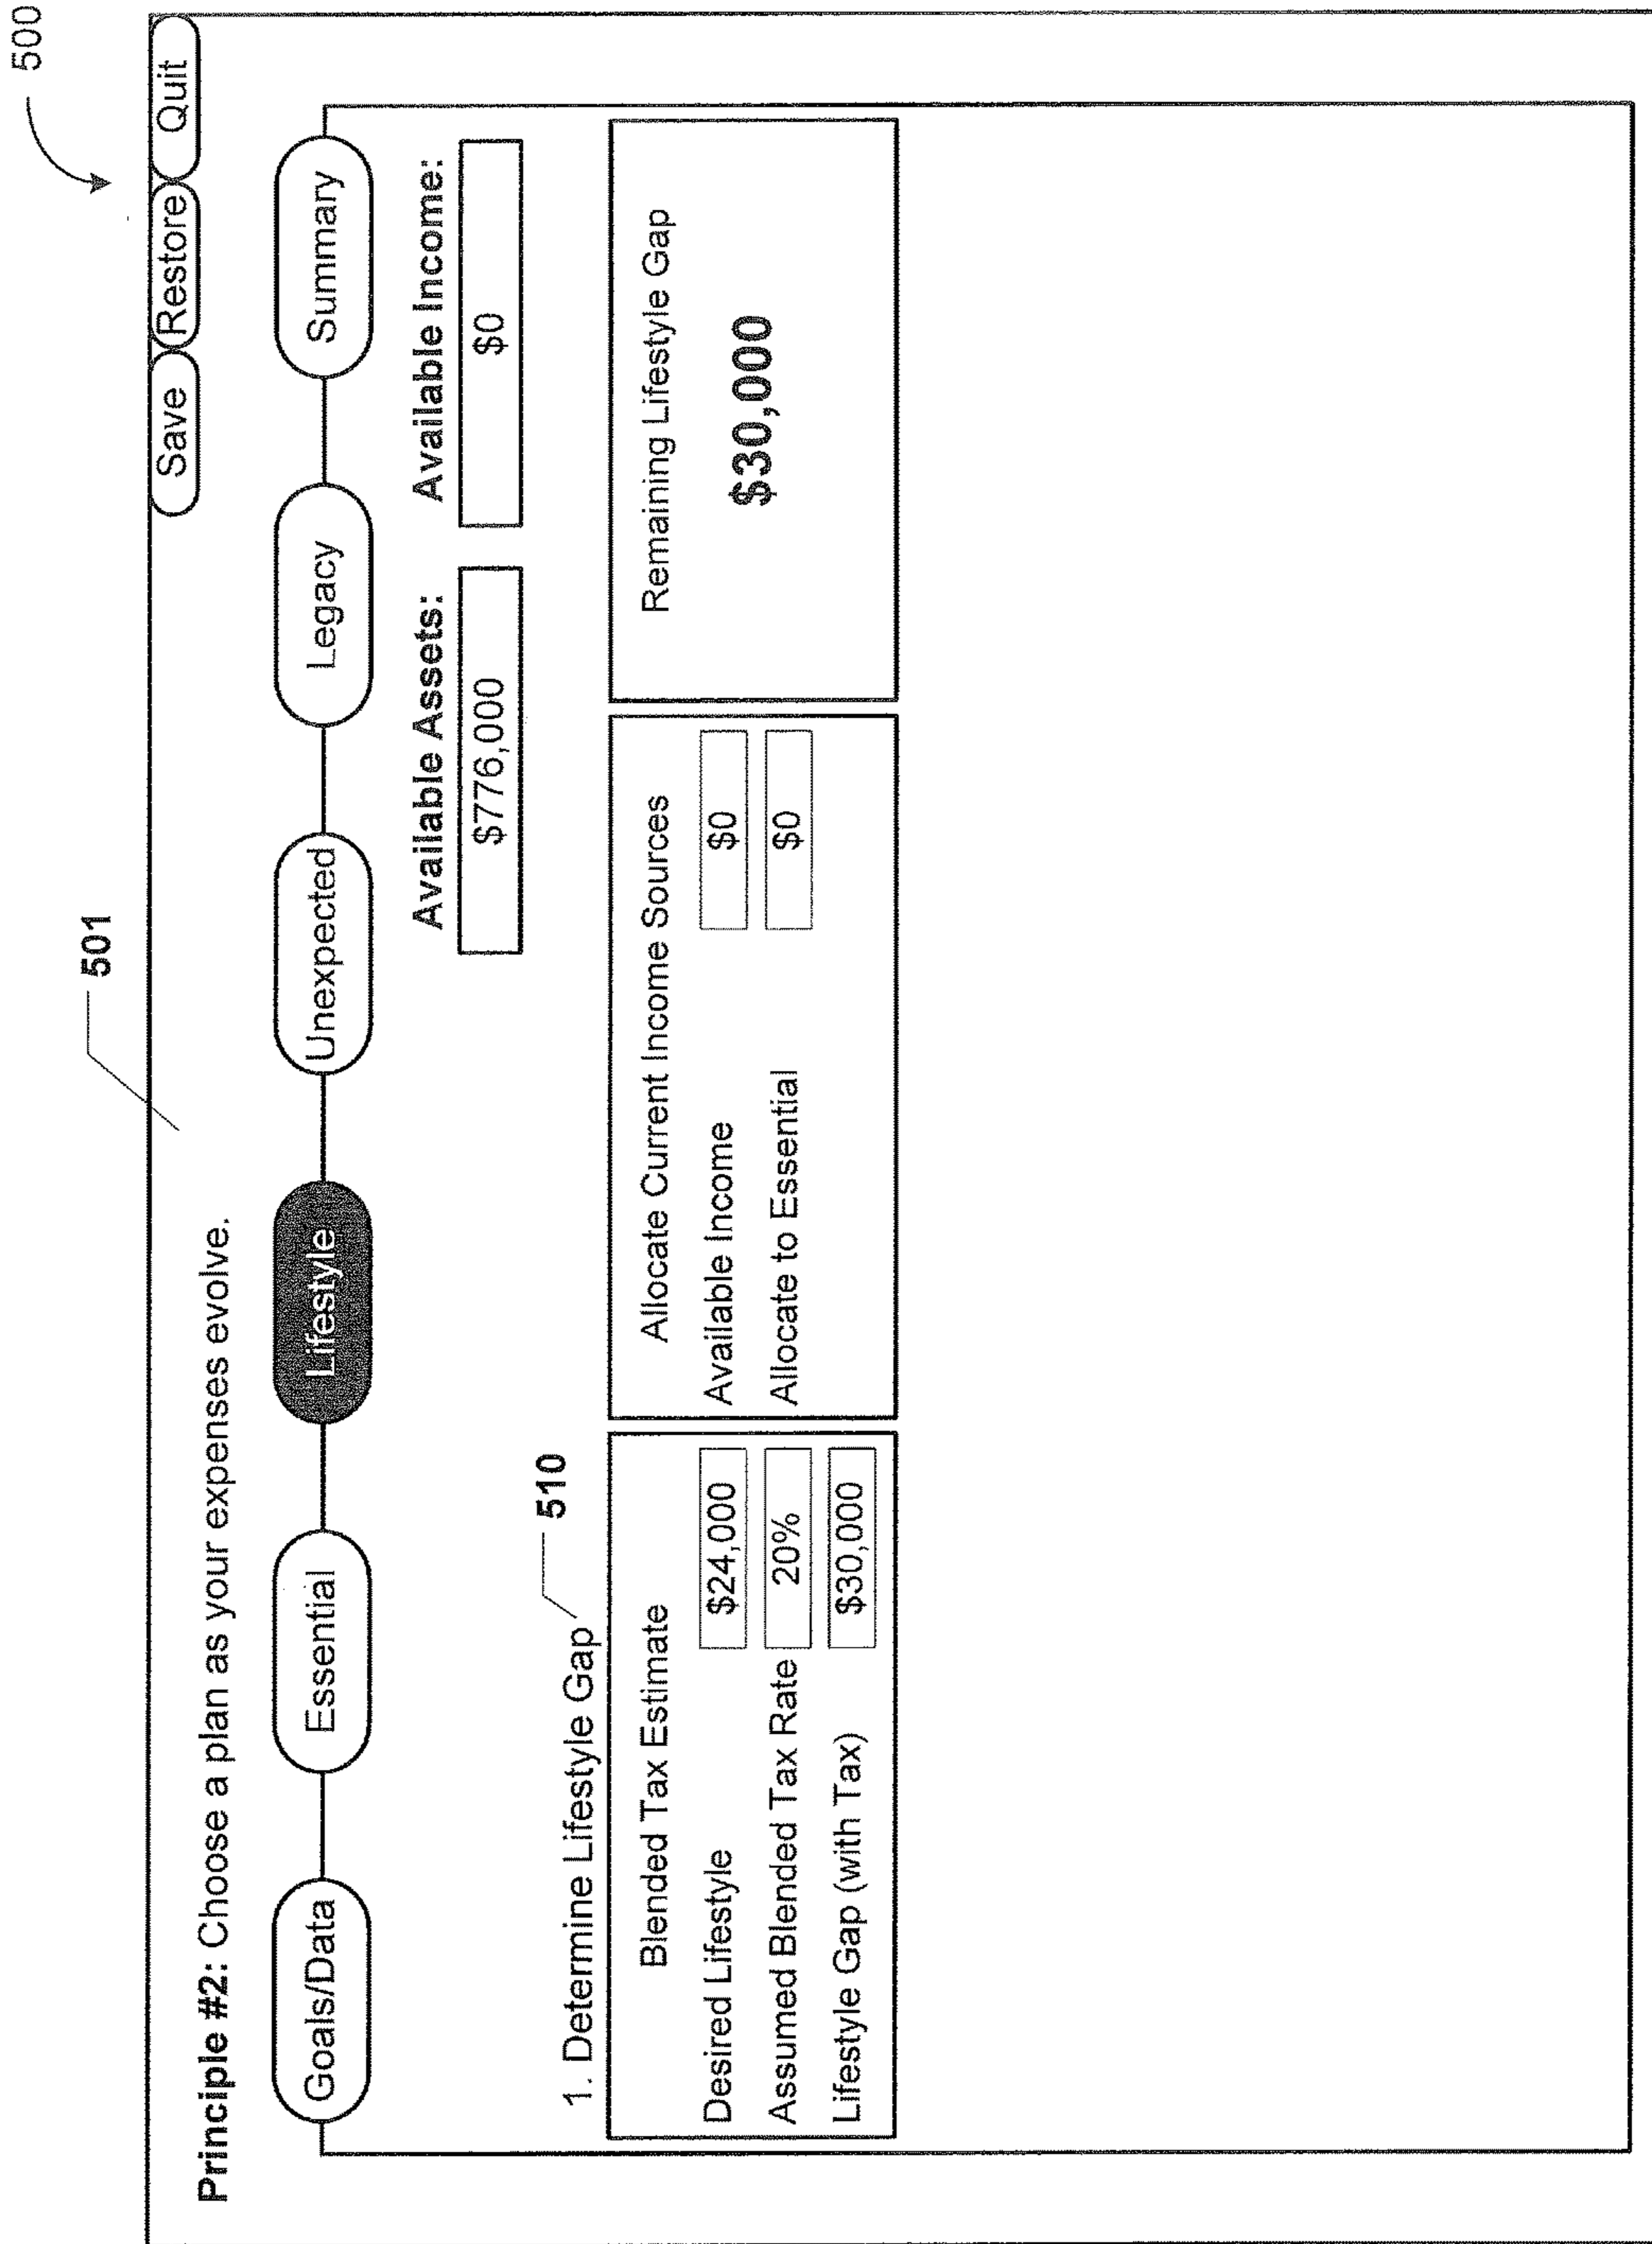 500
501
Save Restore Quit
Principle #2: Choose a plan as your expenses evolve.
Goals/Data Essential Lifestyle Unexpected Legacy Summary
Available Assets: Available Income:
$776,000 $0
510
1. Determine Lifestyle Gap
Blended Tax Estimate
Desired Lifestyle $24,000
Assumed Blended Tax Rate 20%
Lifestyle Gap (with Tax) $30,000
Allocate Current Income Sources
Available Income $0
Allocate to Essential $0
Remaining Lifestyle Gap
$30,000